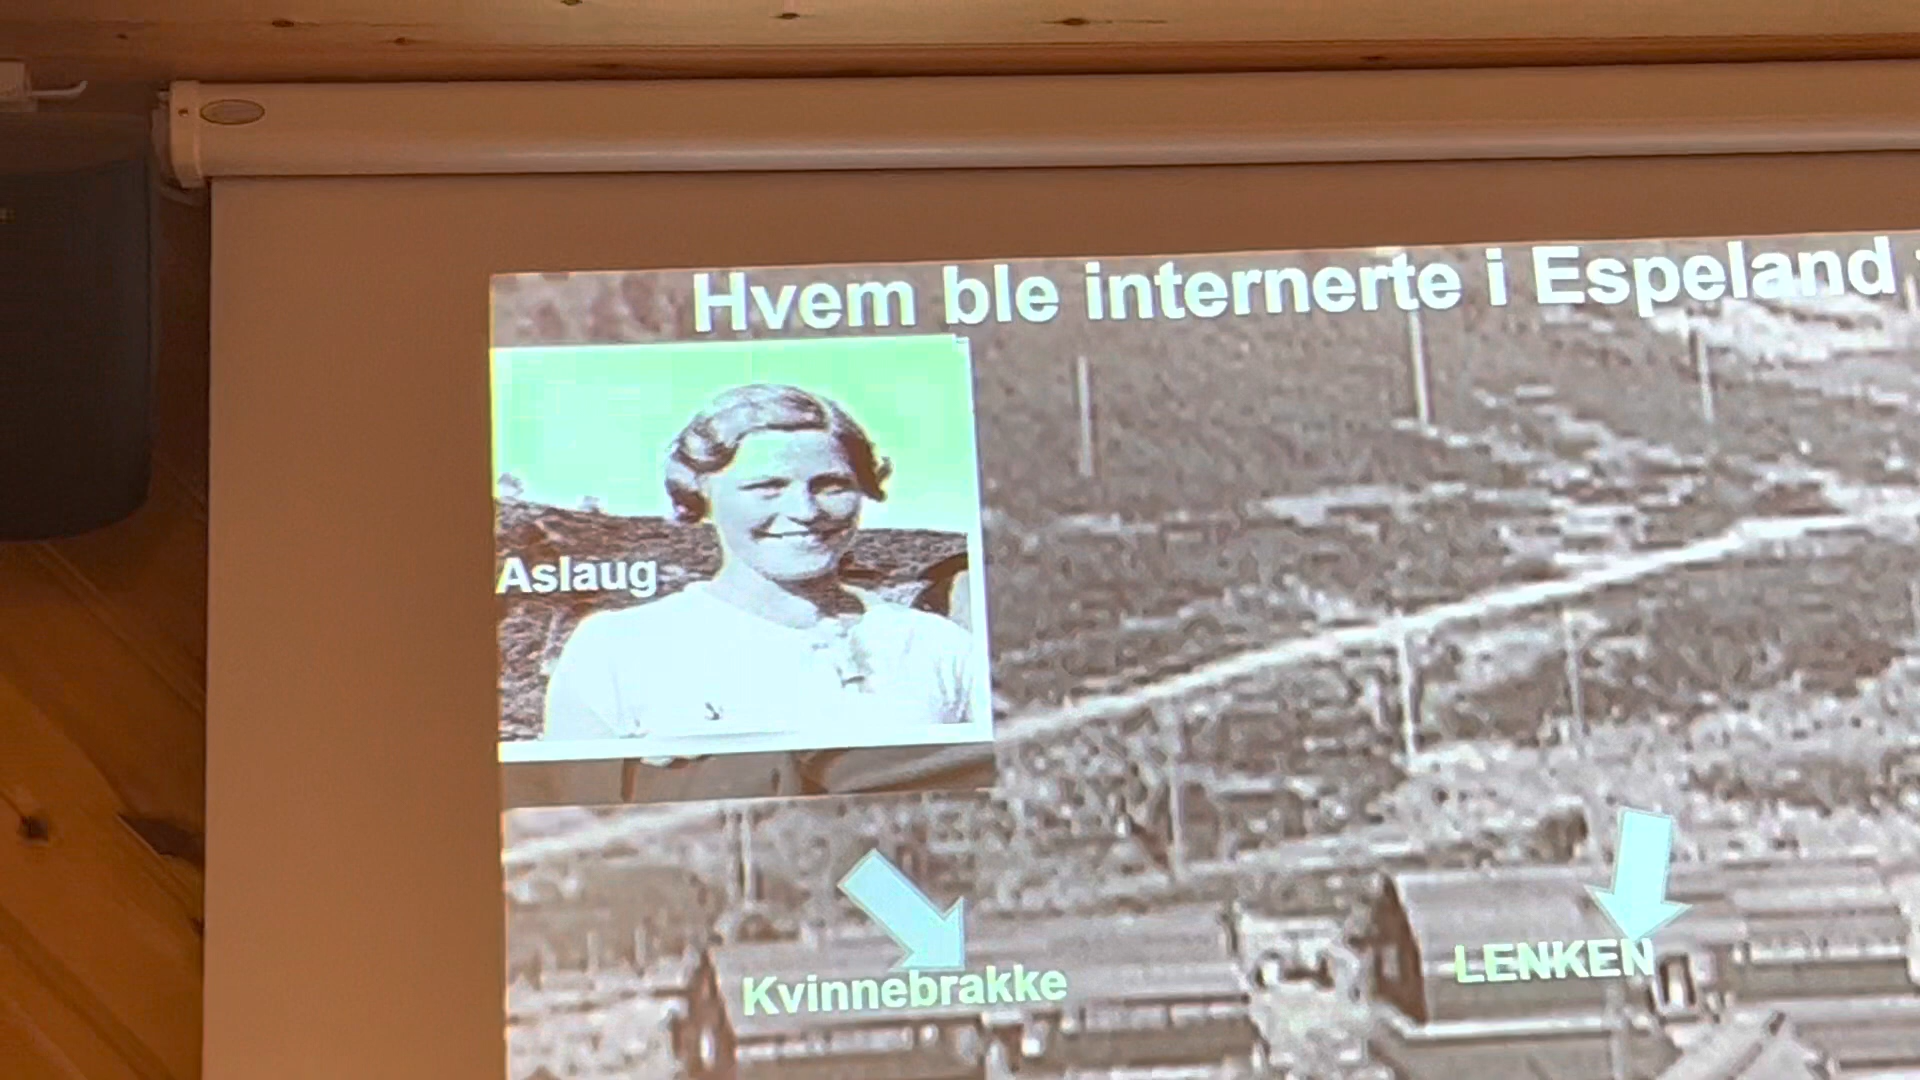 Hvem ble internerte i Espeland
Aslaug
Kvinnebrakke
LENKEN